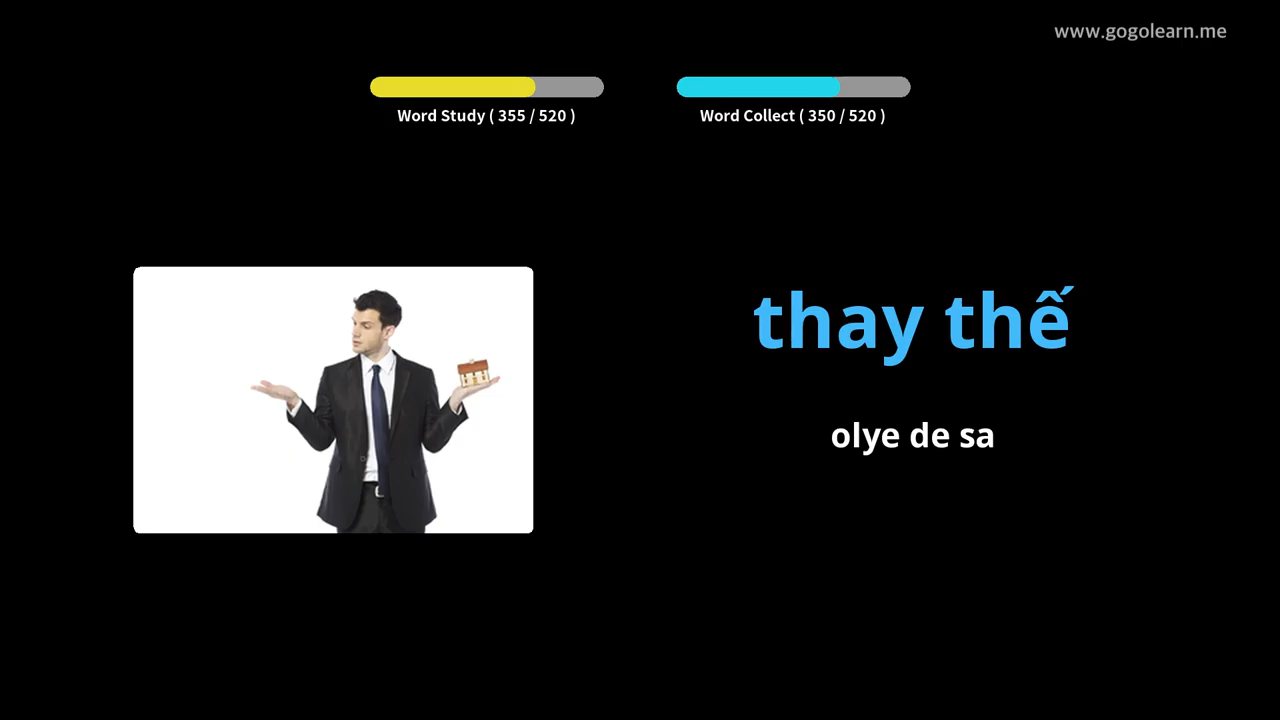 www.gogolearn.me
Word Study ( 355 / 520 )
Word Collect ( 350 / 520 )
thay thế
olye de sa